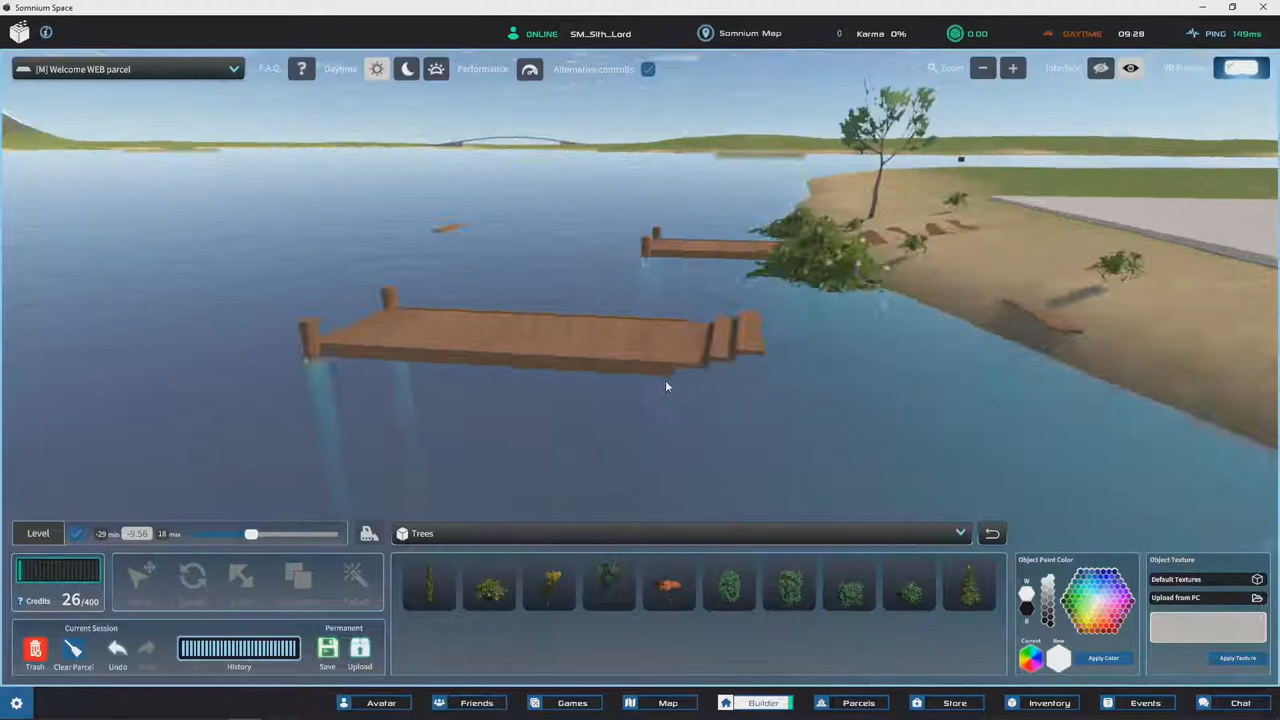 Somnium Space
ONLINE SM_Sith_Lord Somnium Map 0 Karma 0% 0.00 DAYTIME 09:28 PING 149ms
[M] Welcome WEB parcel F.A.Q. ? Daytime Performance Alternative controls: Zoom Interface VR Preview
Level -29 min -9.56 18 max Trees
? Credits 26/400
Object Paint Color Object Texture
W Default Textures
B Upload from PC
Current Session Permanent
Trash Clear Parcel Undo History Save Upload
Current New Apply Color Apply Texture
Avatar Friends Games Map Builder Parcels Store Inventory Events Chat